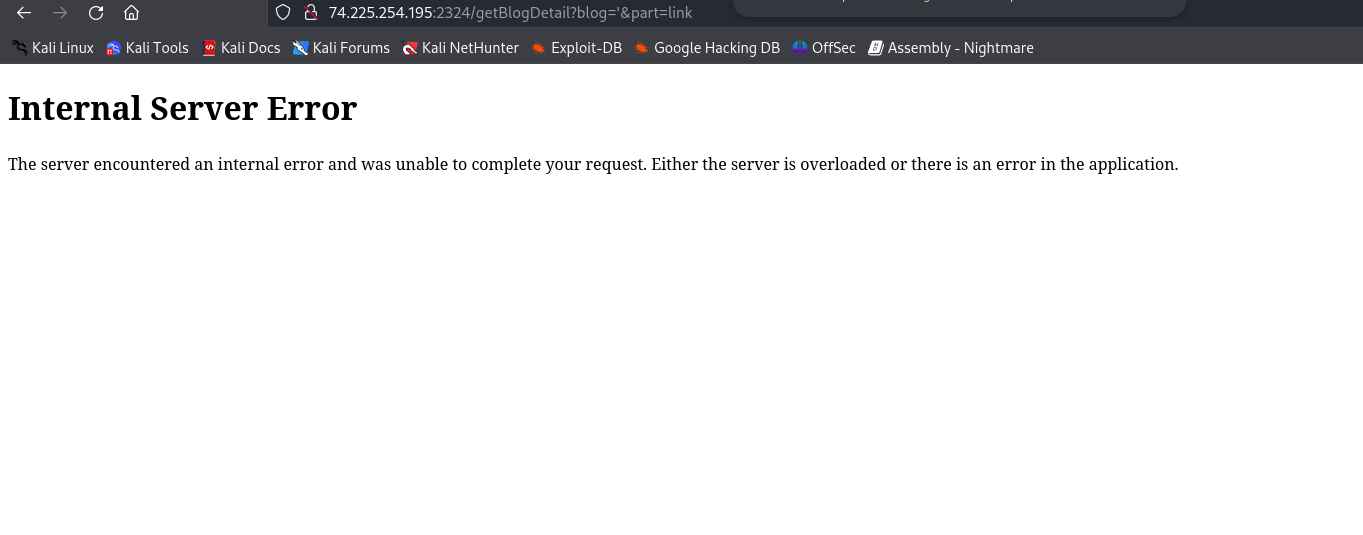 74.225.254.195:2324/getBlogDetail?blog='&part=link
Kali Linux Kali Tools Kali Docs Kali Forums Kali NetHunter Exploit-DB Google Hacking DB OffSec Assembly - Nightmare
Internal Server Error
The server encountered an internal error and was unable to complete your request. Either the server is overloaded or there is an error in the application.